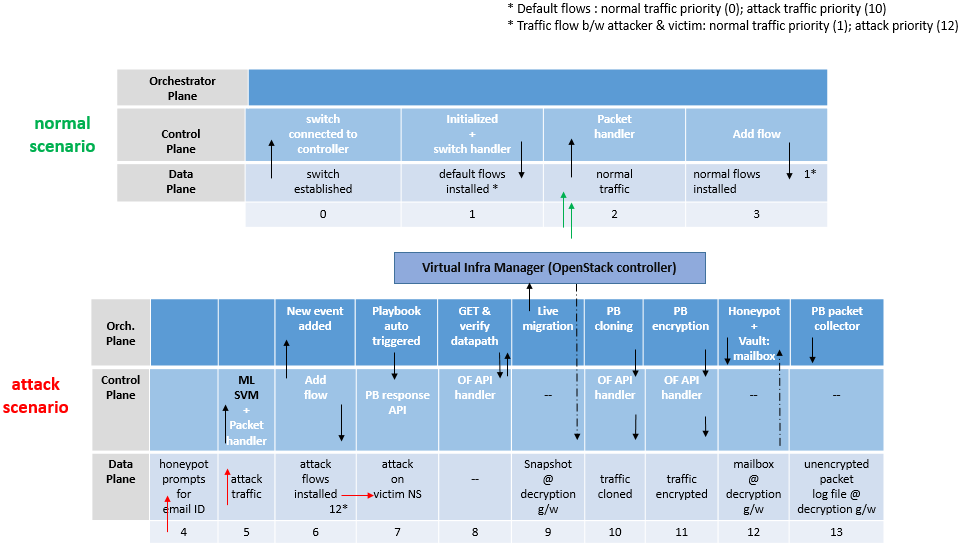 * Default flows : normal traffic priority (0); attack traffic priority (10)
* Traffic flow b/w attacker & victim: normal traffic priority (1); attack priority (12)
normal
scenario
Orchestrator
Plane
Control
Plane
switch
connected to
controller
Initialized
+
switch handler
Packet
handler
Add flow
Data
Plane
switch
established
default flows
installed *
normal
traffic
normal flows
installed
1*
0
1
2
3
Virtual Infra Manager (OpenStack controller)
attack
scenario
Orch.
Plane
New event
added
Playbook
auto
triggered
GET &
verify
datapath
Live
migration
PB
cloning
PB
encryption
Honeypot
+
Vault:
mailbox
PB packet
collector
Control
Plane
ML
SVM
+
Packet
handler
Add
flow
PB response
API
OF API
handler
--
OF API
handler
OF API
handler
--
--
Data
Plane
honeypot
prompts
for
email ID
attack
traffic
attack
flows
installed
12*
attack
on
victim NS
--
Snapshot
@
decryption
g/w
traffic
cloned
traffic
encrypted
mailbox
@
decryption
g/w
unencrypted
packet
log file @
decryption g/w
4
5
6
7
8
9
10
11
12
13